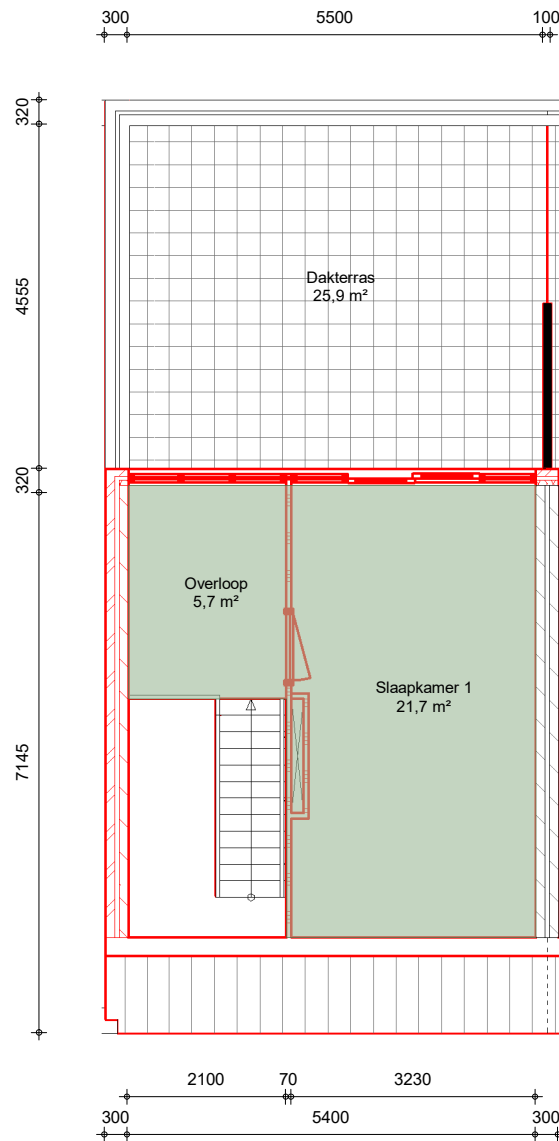 300 5500 100
320
4555
Dakterras
25,9 m²
320
Overloop
5,7 m²
Slaapkamer 1
21,7 m²
7145
2100 70 3230
300 5400 300